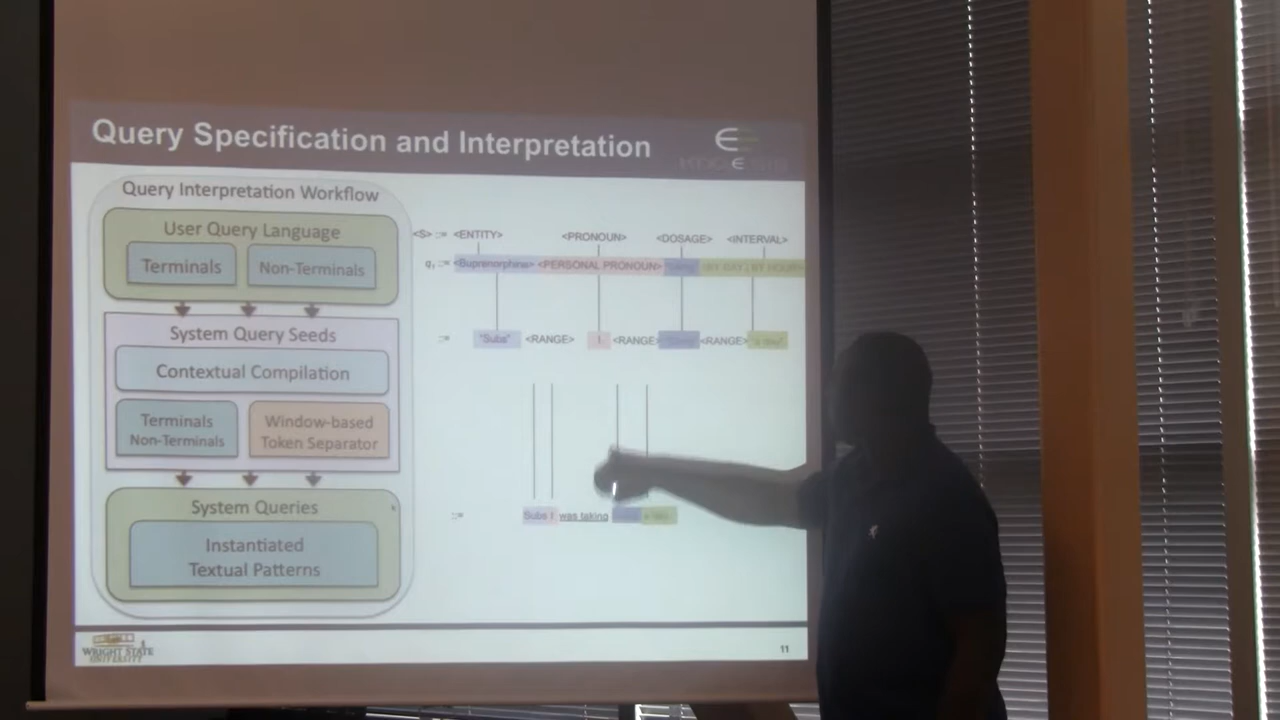 Query Specification and Interpretation
Query Interpretation Workflow
User Query Language
Terminals
Non-Terminals
System Query Seeds
Contextual Compilation
Terminals
Non-Terminals
Window-based
Token Separator
System Queries
Instantiated
Textual Patterns
<S> ::= <ENTITY> <PRONOUN> <DOSAGE> <INTERVAL>
::= <Buprenorphine> <PERSONAL PRONOUN>
::= "Subs" <RANGE> I <RANGE> <RANGE>
::= Subs I was taking
WRIGHT STATE
UNIVERSITY
11